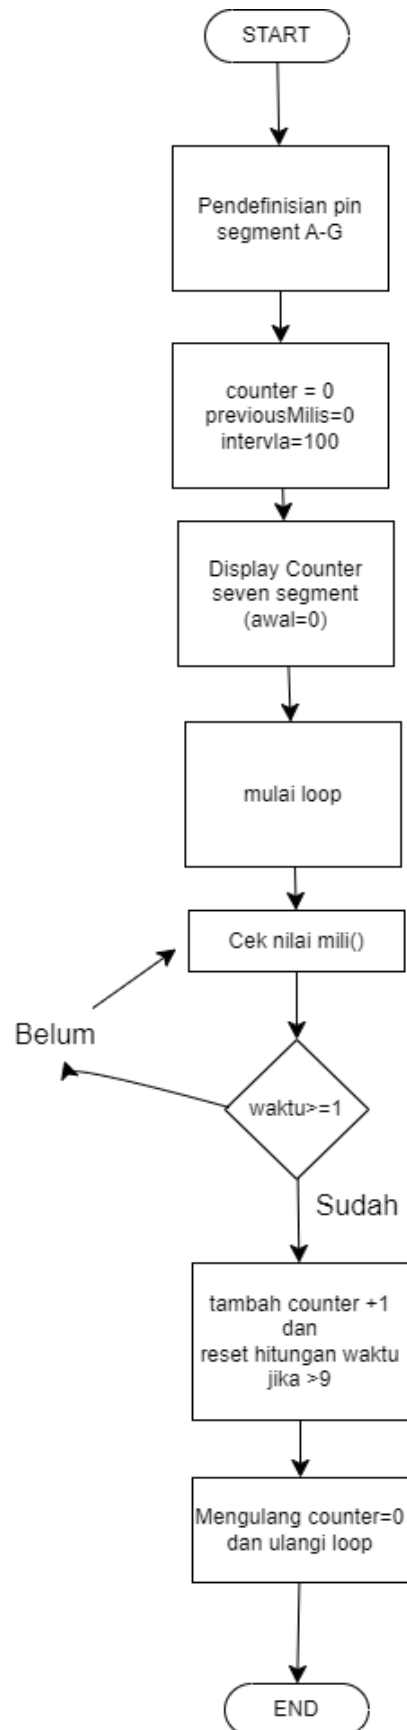 START
Pendefinisian pin
segment A-G
counter = 0
previousMilis=0
intervla=100
Display Counter
seven segment
(awal=0)
mulai loop
Cek nilai mili()
Belum
waktu>=1
Sudah
tambah counter +1
dan
reset hitungan waktu
jika >9
Mengulang counter=0
dan ulangi loop
END